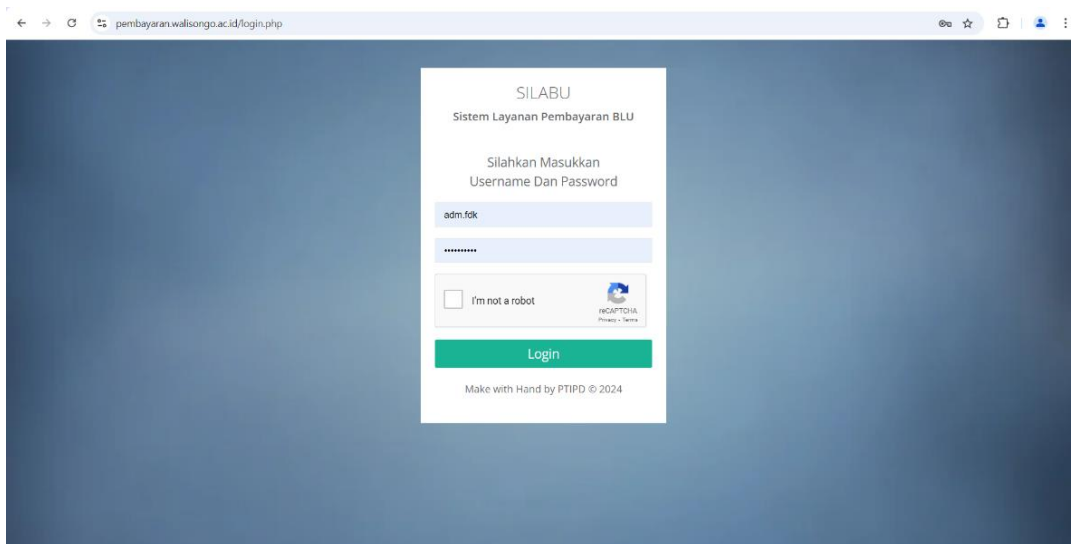 pembayaran.walisongo.ac.id/login.php
SILABU
Sistem Layanan Pembayaran BLU
Silahkan Masukkan
Username Dan Password
adm.fdk
••••••••••
I'm not a robot
reCAPTCHA
Privacy - Terms
Login
Make with Hand by PTIPD © 2024